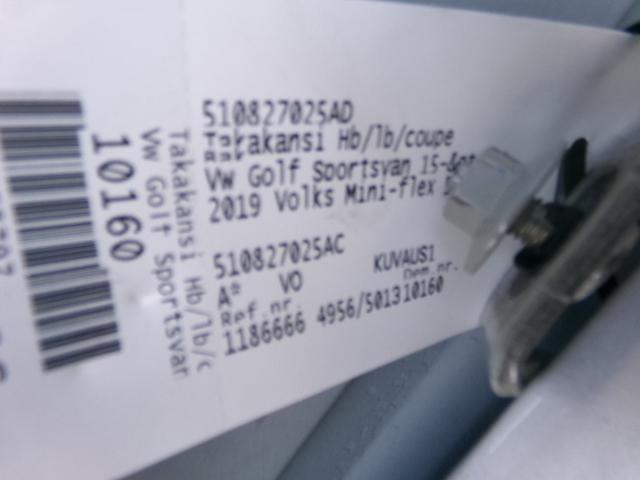 510827025AD
Takakansi Hb/lb/coupe
Vw Golf Sportsvan 15-&gt
2019 Volks Mini-flex
510827025AC
A* VO KUVAUS1
Ref.nr. Dem.nr.
1186666 4956/501310160
10160
Takakansi Hb/lb/c
Vw Golf Sportsvar